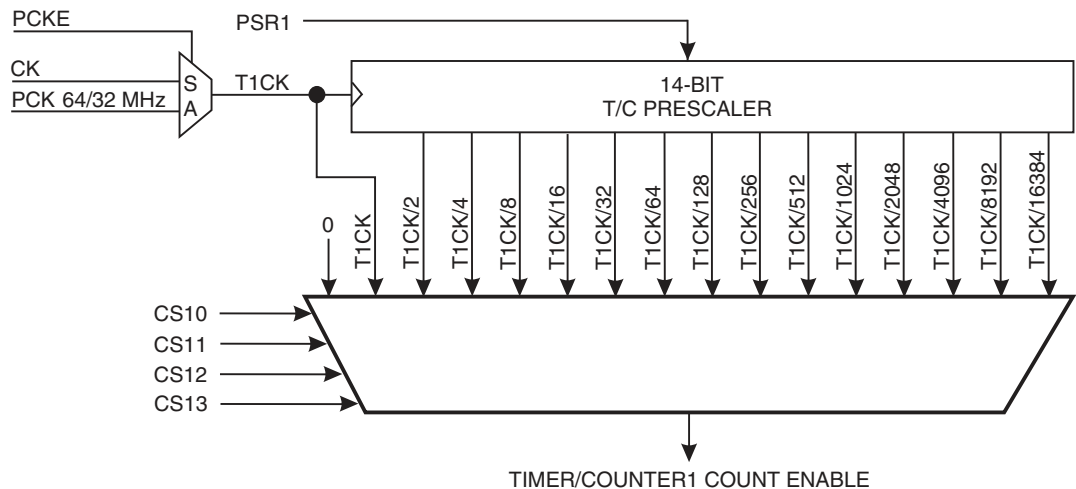 PCKE
PSR1
CK
PCK 64/32 MHz
S
A
T1CK
14-BIT
T/C PRESCALER
0
T1CK
T1CK/2
T1CK/4
T1CK/8
T1CK/16
T1CK/32
T1CK/64
T1CK/128
T1CK/256
T1CK/512
T1CK/1024
T1CK/2048
T1CK/4096
T1CK/8192
T1CK/16384
CS10
CS11
CS12
CS13
TIMER/COUNTER1 COUNT ENABLE